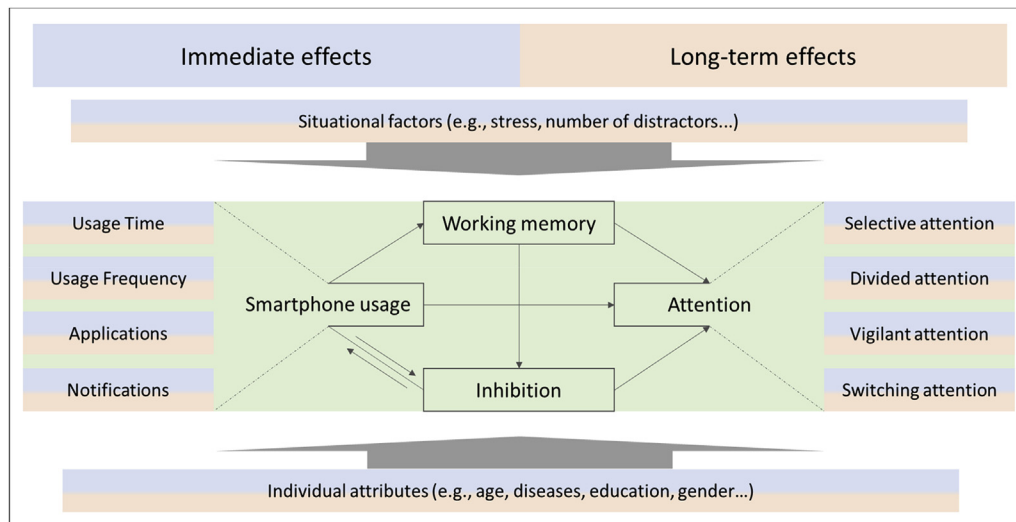 Immediate effects
Long-term effects
Situational factors (e.g., stress, number of distractors...)
Usage Time
Working memory
Selective attention
Usage Frequency
Divided attention
Smartphone usage
Attention
Applications
Vigilant attention
Notifications
Inhibition
Switching attention
Individual attributes (e.g., age, diseases, education, gender...)